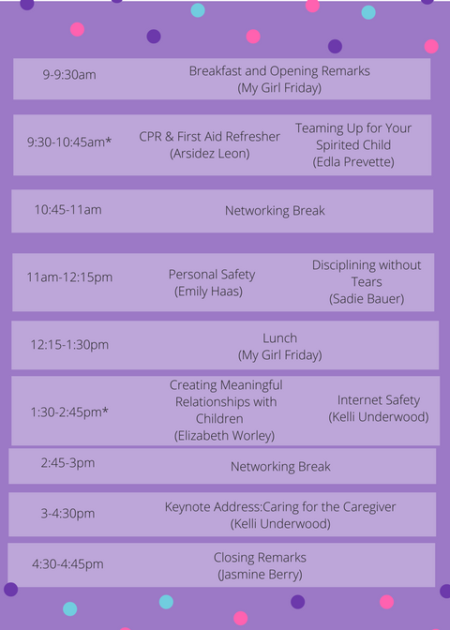 9-9:30am
Breakfast and Opening Remarks
(My Girl Friday)
9:30-10:45am*
CPR & First Aid Refresher
(Arsidez Leon)
Teaming Up for Your
Spirited Child
(Edla Prevette)
10:45-11am
Networking Break
11am-12:15pm
Personal Safety
(Emily Haas)
Disciplining without
Tears
(Sadie Bauer)
12:15-1:30pm
Lunch
(My Girl Friday)
1:30-2:45pm*
Creating Meaningful
Relationships with
Children
(Elizabeth Worley)
Internet Safety
(Kelli Underwood)
2:45-3pm
Networking Break
3-4:30pm
Keynote Address:Caring for the Caregiver
(Kelli Underwood)
4:30-4:45pm
Closing Remarks
(Jasmine Berry)